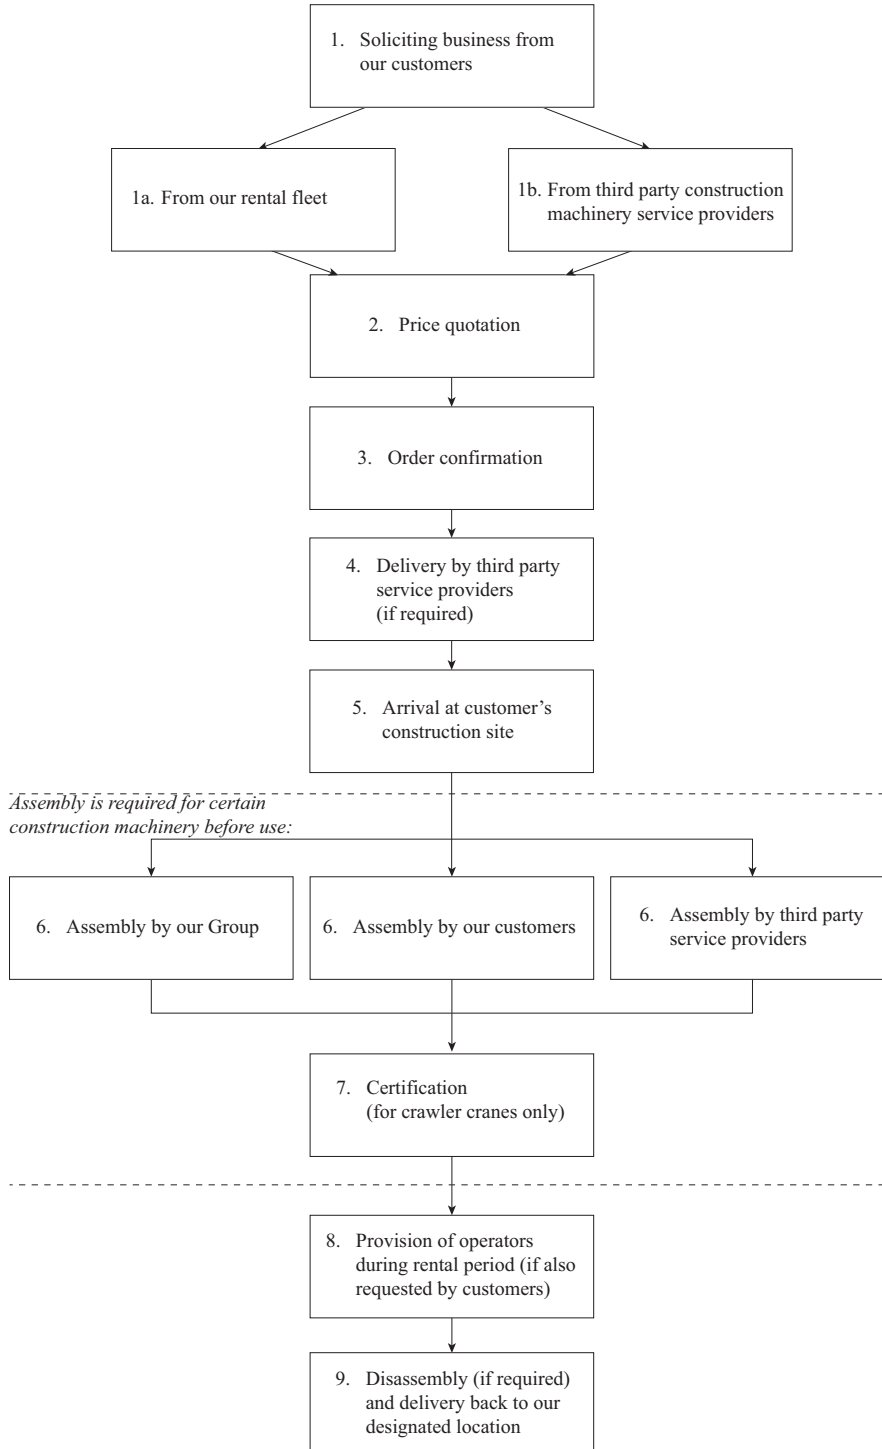 1. Soliciting business from
our customers
1a. From our rental fleet
1b. From third party construction
machinery service providers
2. Price quotation
3. Order confirmation
4. Delivery by third party
service providers
(if required)
5. Arrival at customer’s
construction site
Assembly is required for certain
construction machinery before use:
6. Assembly by our Group
6. Assembly by our customers
6. Assembly by third party
service providers
7. Certification
(for crawler cranes only)
8. Provision of operators
during rental period (if also
requested by customers)
9. Disassembly (if required)
and delivery back to our
designated location